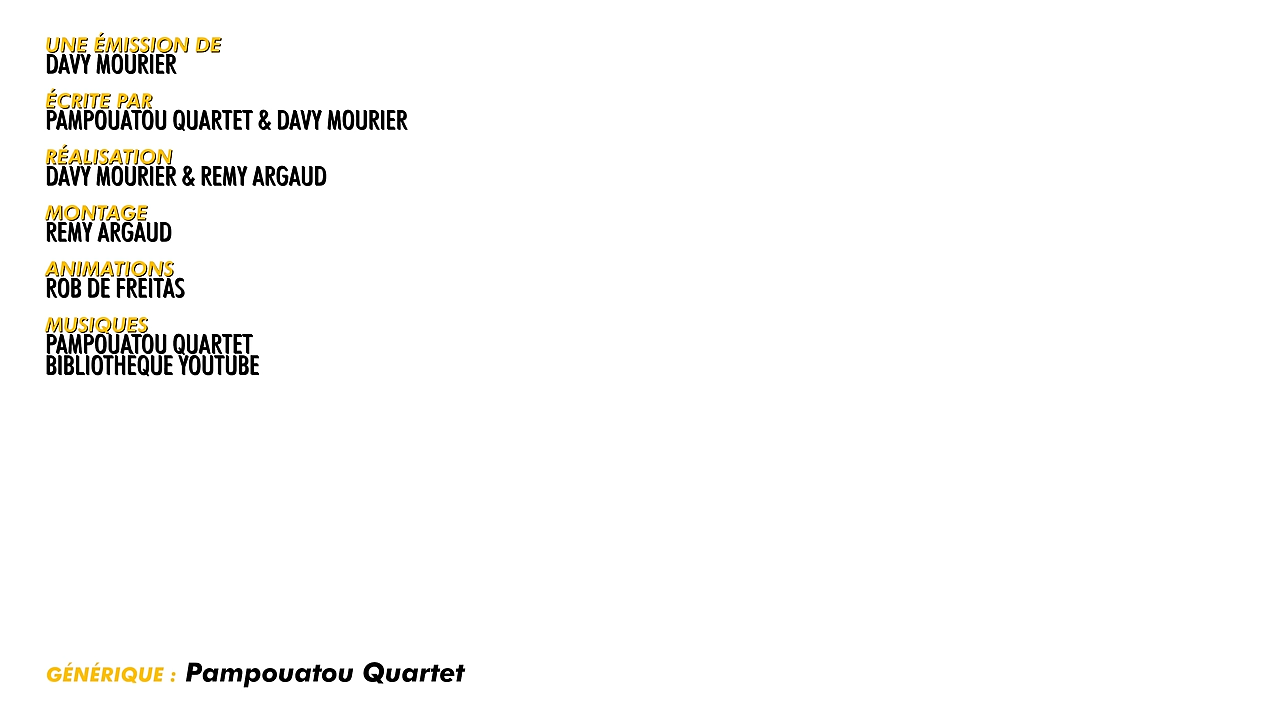 UNE ÉMISSION DE
DAVY MOURIER
ÉCRITE PAR
PAMPOUATOU QUARTET & DAVY MOURIER
RÉALISATION
DAVY MOURIER & REMY ARGAUD
MONTAGE
REMY ARGAUD
ANIMATIONS
ROB DE FREITAS
MUSIQUES
PAMPOUATOU QUARTET
BIBLIOTHÈQUE YOUTUBE
GÉNÉRIQUE : Pampouatou Quartet